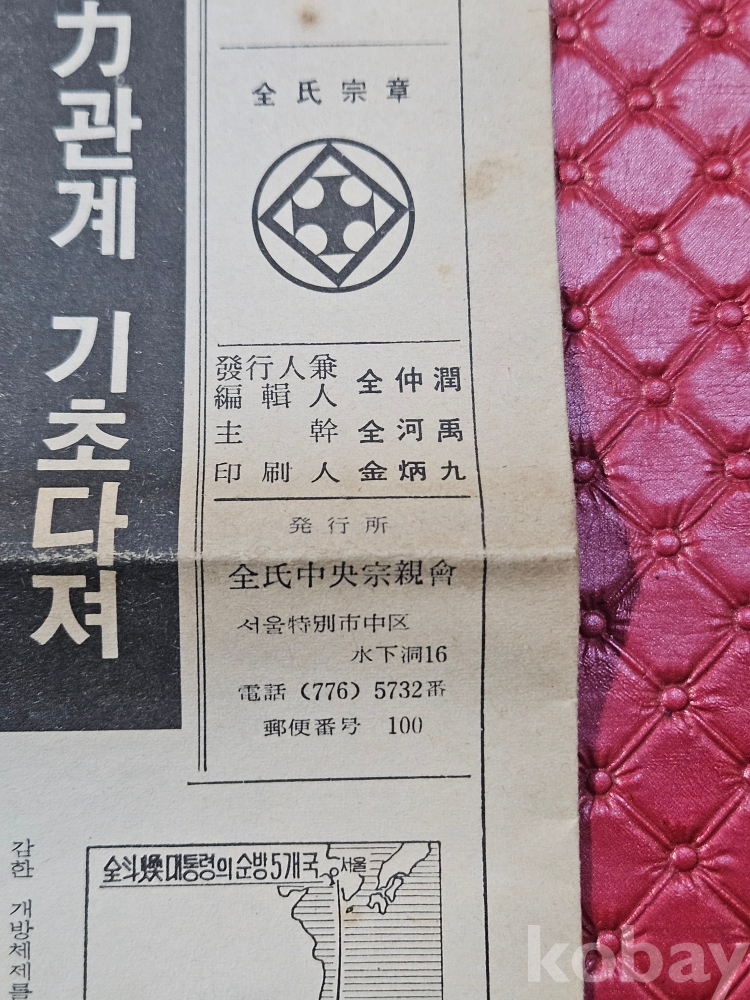 力관계 기초다져
全氏宗章
發行人兼
編輯人 全仲潤
主幹 全河禹
印刷人 金炳九
発行所
全氏中央宗親會
서울特別市中区
水下洞16
電話 (776) 5732番
郵便番号 100
全斗煥대통령의 순방5개국
서울
감한 개방체제를
kobay